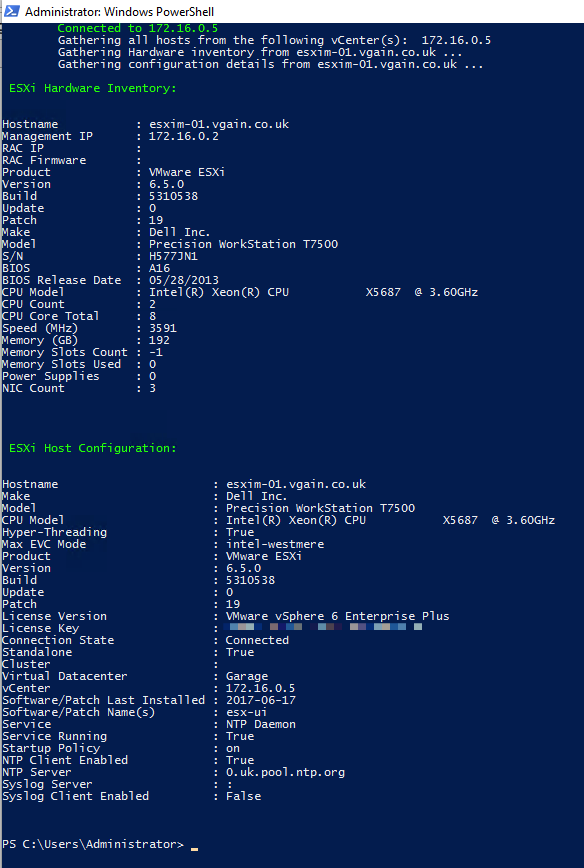 Administrator: Windows PowerShell
Connected to 172.16.0.5
Gathering all hosts from the following vCenter(s):  172.16.0.5
Gathering Hardware inventory from esxim-01.vgain.co.uk ...
Gathering configuration details from esxim-01.vgain.co.uk ...
ESXi Hardware Inventory:
Hostname           : esxim-01.vgain.co.uk
Management IP      : 172.16.0.2
RAC IP             :
RAC Firmware       :
Product            : VMware ESXi
Version            : 6.5.0
Build              : 5310538
Update             : 0
Patch              : 19
Make               : Dell Inc.
Model              : Precision WorkStation T7500
S/N                : H577JN1
BIOS               : A16
BIOS Release Date  : 05/28/2013
CPU Model          : Intel(R) Xeon(R) CPU           X5687  @ 3.60GHz
CPU Count          : 2
CPU Core Total     : 8
Speed (MHz)        : 3591
Memory (GB)        : 192
Memory Slots Count : -1
Memory Slots Used  : 0
Power Supplies     : 0
NIC Count          : 3
ESXi Host Configuration:
Hostname                      : esxim-01.vgain.co.uk
Make                          : Dell Inc.
Model                         : Precision WorkStation T7500
CPU Model                     : Intel(R) Xeon(R) CPU           X5687  @ 3.60GHz
Hyper-Threading               : True
Max EVC Mode                  : intel-westmere
Product                       : VMware ESXi
Version                       : 6.5.0
Build                         : 5310538
Update                        : 0
Patch                         : 19
License Version               : VMware vSphere 6 Enterprise Plus
License Key                   :
Connection State              : Connected
Standalone                    : True
Cluster                       :
Virtual Datacenter            : Garage
vCenter                       : 172.16.0.5
Software/Patch Last Installed : 2017-06-17
Software/Patch Name(s)        : esx-ui
Service                       : NTP Daemon
Service Running               : True
Startup Policy                : on
NTP Client Enabled            : True
NTP Server                    : 0.uk.pool.ntp.org
Syslog Server                 : :
Syslog Client Enabled         : False
PS C:\Users\Administrator> _